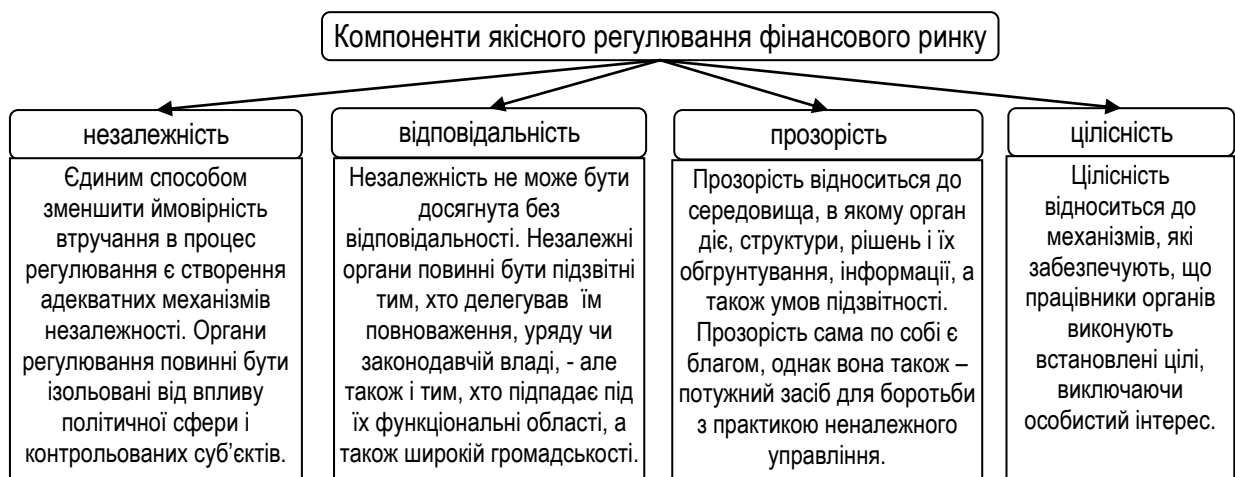 Компоненти якісного регулювання фінансового ринку
незалежність
Єдиним способом
зменшити ймовірність
втручання в процес
регулювання є створення
адекватних механізмів
незалежності. Органи
регулювання повинні бути
ізольовані від впливу
політичної сфери і
контрольованих суб’єктів.
відповідальність
Незалежність не може бути
досягнута без
відповідальності. Незалежні
органи повинні бути підзвітні
тим, хто делегував їм
повноваження, уряду чи
законодавчій владі, - але
також і тим, хто підпадає під
їх функціональні області, а
також широкій громадськості.
прозорість
Прозорість відноситься до
середовища, в якому орган
діє, структури, рішень і їх
обгрунтування, інформації, а
також умов підзвітності.
Прозорість сама по собі є
благом, однак вона також –
потужний засіб для боротьби
з практикою неналежного
управління.
цілісність
Цілісність
відноситься до
механізмів, які
забезпечують, що
працівники органів
виконують
встановлені цілі,
виключаючи
особистий інтерес.